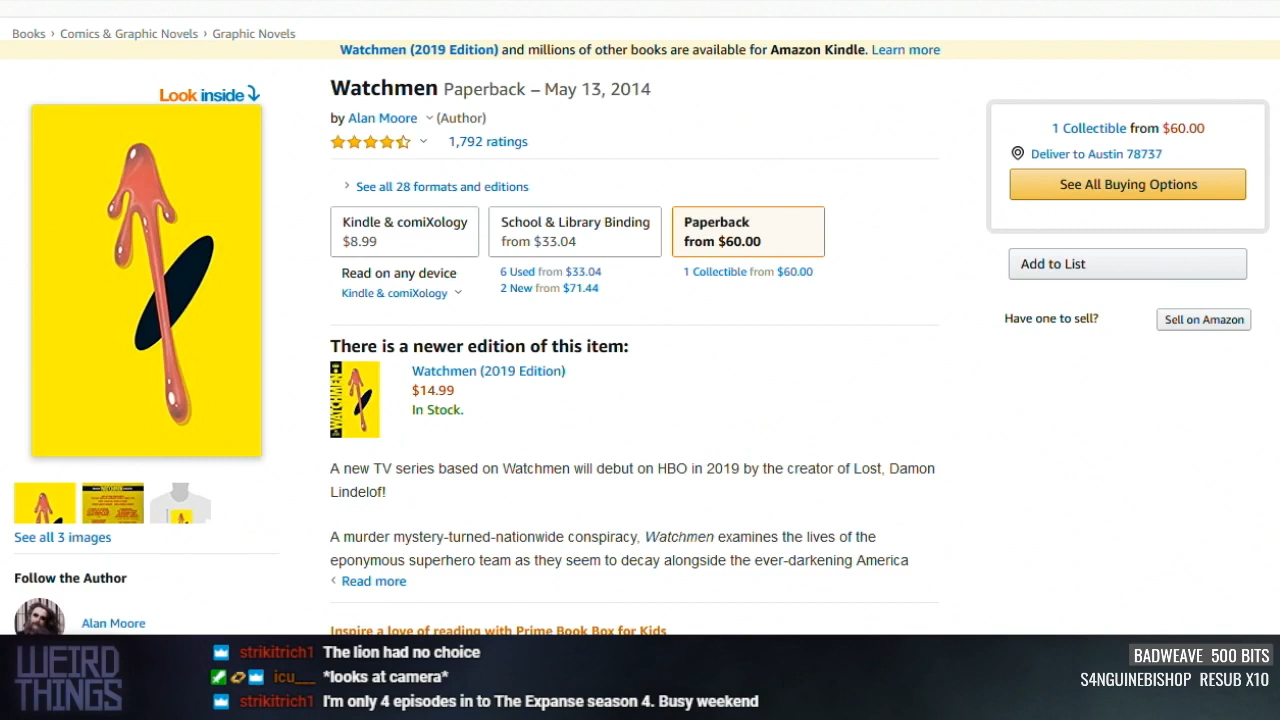 Books › Comics & Graphic Novels › Graphic Novels
Watchmen (2019 Edition) and millions of other books are available for Amazon Kindle. Learn more
Look inside
Watchmen Paperback – May 13, 2014
by Alan Moore (Author)
1,792 ratings
See all 28 formats and editions
Kindle & comiXology
$8.99
School & Library Binding
from $33.04
Paperback
from $60.00
Read on any device
Kindle & comiXology
6 Used from $33.04
2 New from $71.44
1 Collectible from $60.00
1 Collectible from $60.00
Deliver to Austin 78737
See All Buying Options
Add to List
Have one to sell?
Sell on Amazon
There is a newer edition of this item:
WATCHMEN
Watchmen (2019 Edition)
$14.99
In Stock.
A new TV series based on Watchmen will debut on HBO in 2019 by the creator of Lost, Damon
Lindelof!
A murder mystery-turned-nationwide conspiracy, Watchmen examines the lives of the
eponymous superhero team as they seem to decay alongside the ever-darkening America
Read more
See all 3 images
Follow the Author
Alan Moore
Inspire a love of reading with Prime Book Box for Kids
WEIRD
THINGS
strikitrich1 The lion had no choice
icu___ *looks at camera*
strikitrich1 I'm only 4 episodes in to The Expanse season 4. Busy weekend
BADWEAVE 500 BITS
S4NGUINEBISHOP RESUB X10